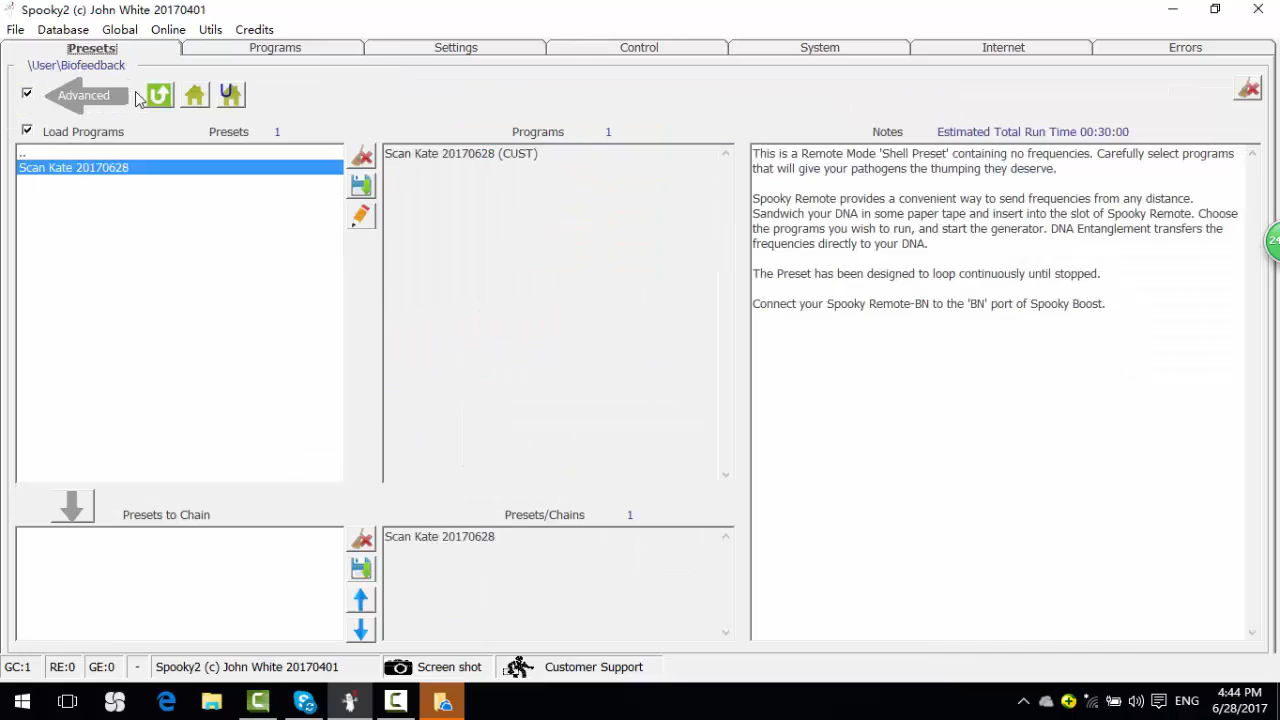 Spooky2 (c) John White 20170401
File Database Global Online Utils Credits
Presets Programs Settings Control System Internet Errors
\User\Biofeedback
Advanced
Load Programs Presets 1 Programs 1 Notes Estimated Total Run Time 00:30:00
..
Scan Kate 20170628
Scan Kate 20170628 (CUST)
This is a Remote Mode 'Shell Preset' containing no frequencies. Carefully select programs
that will give your pathogens the thumping they deserve.
Spooky Remote provides a convenient way to send frequencies from any distance.
Sandwich your DNA in some paper tape and insert into the slot of Spooky Remote. Choose
the programs you wish to run, and start the generator. DNA Entanglement transfers the
frequencies directly to your DNA.
The Preset has been designed to loop continuously until stopped.
Connect your Spooky Remote-BN to the 'BN' port of Spooky Boost.
Presets to Chain Presets/Chains 1
Scan Kate 20170628
GC:1 RE:0 GE:0 - Spooky2 (c) John White 20170401 Screen shot Customer Support
ENG
4:44 PM
6/28/2017